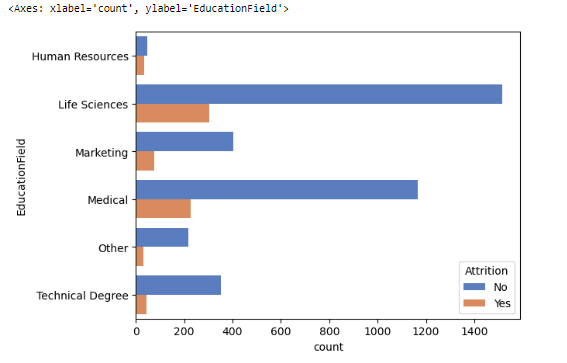 <Axes: xlabel='count', ylabel='EducationField'>
Human Resources
Life Sciences
Marketing
Medical
Other
Technical Degree
EducationField
Attrition
No
Yes
0 200 400 600 800 1000 1200 1400
count